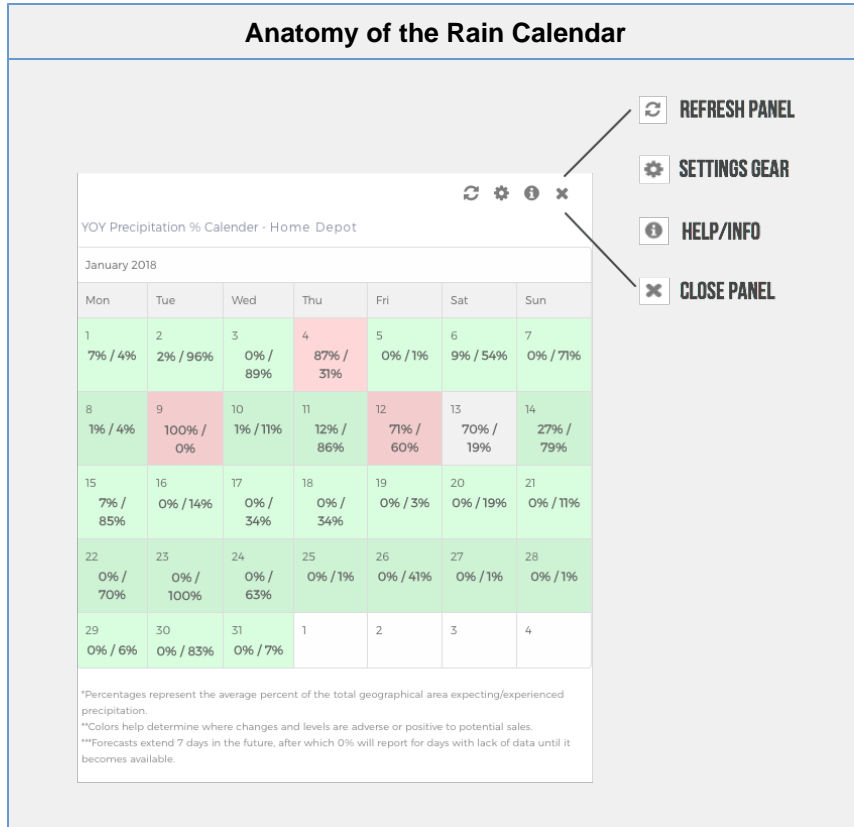 Anatomy of the Rain Calendar
REFRESH PANEL
SETTINGS GEAR
HELP/INFO
CLOSE PANEL
YOY Precipitation % Calender - Home Depot
January 2018
Mon Tue Wed Thu Fri Sat Sun
1 2 3 4 5 6 7
7% / 4% 2% / 96% 0% / 87% / 0% / 1% 9% / 54% 0% / 71%
89% 31%
8 9 10 11 12 13 14
1% / 4% 100% / 1% / 11% 12% / 71% / 70% / 27% /
0% 86% 60% 19% 79%
15 16 17 18 19 20 21
7% / 0% / 14% 0% / 0% / 0% / 3% 0% / 19% 0% / 11%
85% 34% 34%
22 23 24 25 26 27 28
0% / 0% / 0% / 0% / 1% 0% / 41% 0% / 1% 0% / 1%
70% 100% 63%
29 30 31 1 2 3 4
0% / 6% 0% / 83% 0% / 7%
*Percentages represent the average percent of the total geographical area expecting/experienced
precipitation.
**Colors help determine where changes and levels are adverse or positive to potential sales.
***Forecasts extend 7 days in the future, after which 0% will report for days with lack of data until it
becomes available.